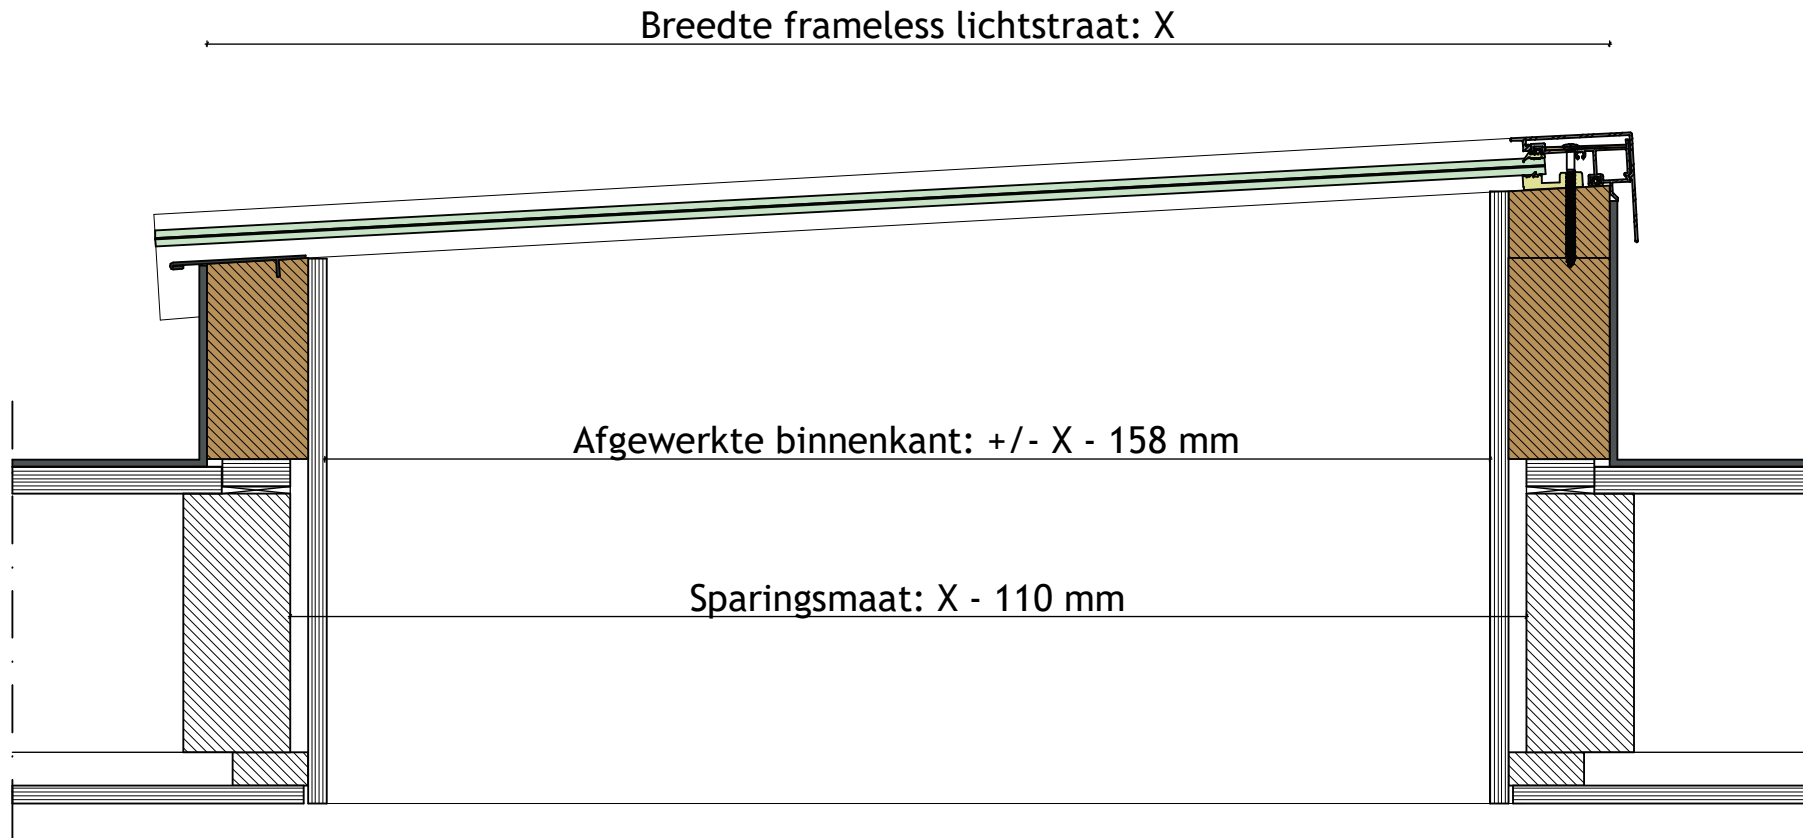 Breedte frameless lichtstraat: X
Afgewerkte binnenkant: +/- X - 158 mm
Sparingsmaat: X - 110 mm